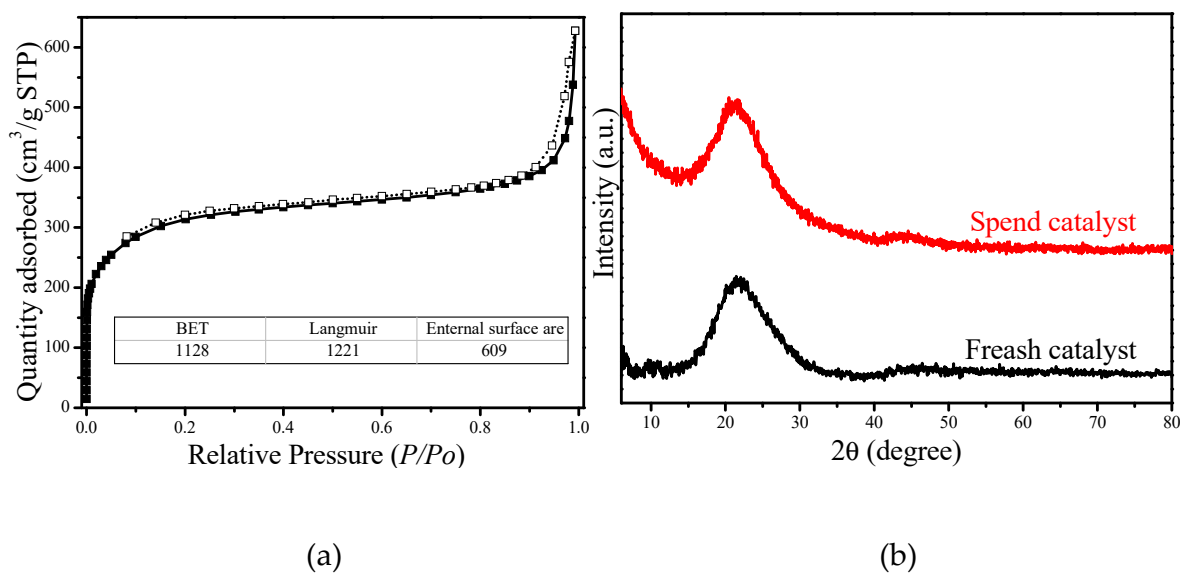 Quantity adsorbed (cm³/g STP)
600
500
400
300
200
100
0
BET Langmuir Enternal surface are
1128 1221 609
0.0 0.2 0.4 0.6 0.8 1.0
Relative Pressure (P/Po)
(a)
Intensity (a.u.)
Spend catalyst
Freash catalyst
10 20 30 40 50 60 70 80
2θ (degree)
(b)